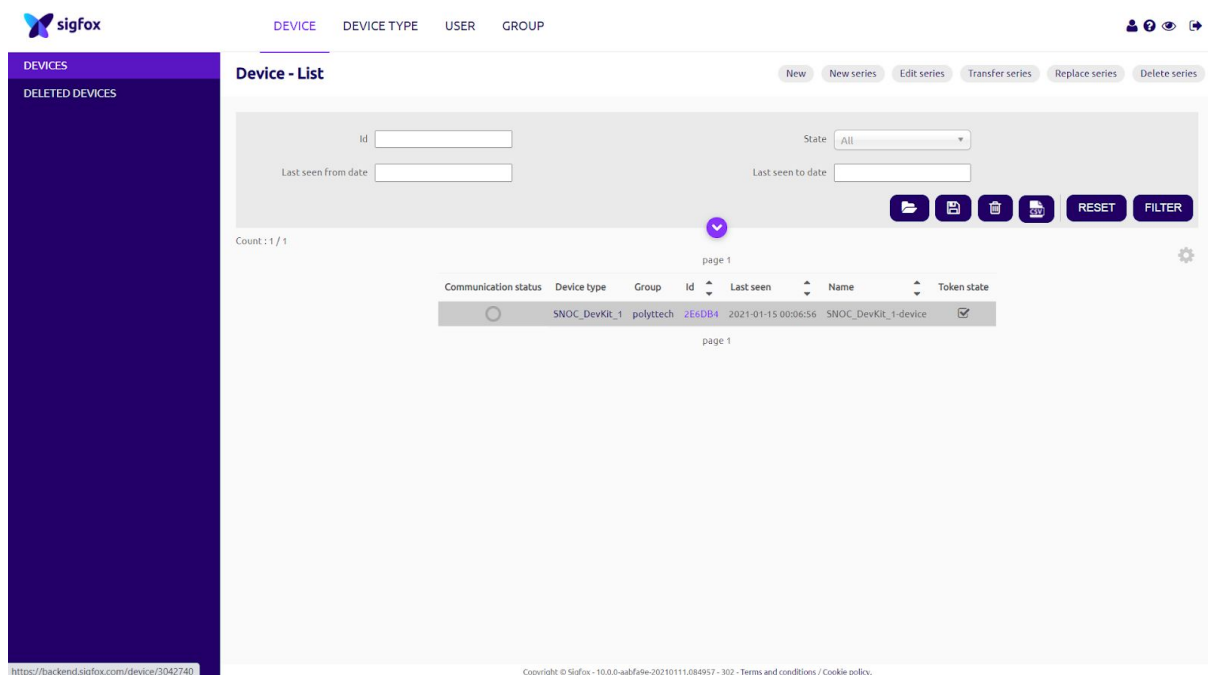 sigfox
DEVICE DEVICE TYPE USER GROUP
DEVICES
DELETED DEVICES
Device - List
New New series Edit series Transfer series Replace series Delete series
Id State All
Last seen from date Last seen to date
CSV RESET FILTER
Count : 1 / 1
page 1
Communication status Device type Group Id Last seen Name Token state
SNOC_DevKit_1 polyttech 2E6DB4 2021-01-15 00:06:56 SNOC_DevKit_1-device
page 1
https://backend.sigfox.com/device/3042740
Copyright © Sigfox - 10.0.0-aabfa9e-20210111.084957 - 302 - Terms and conditions / Cookie policy.